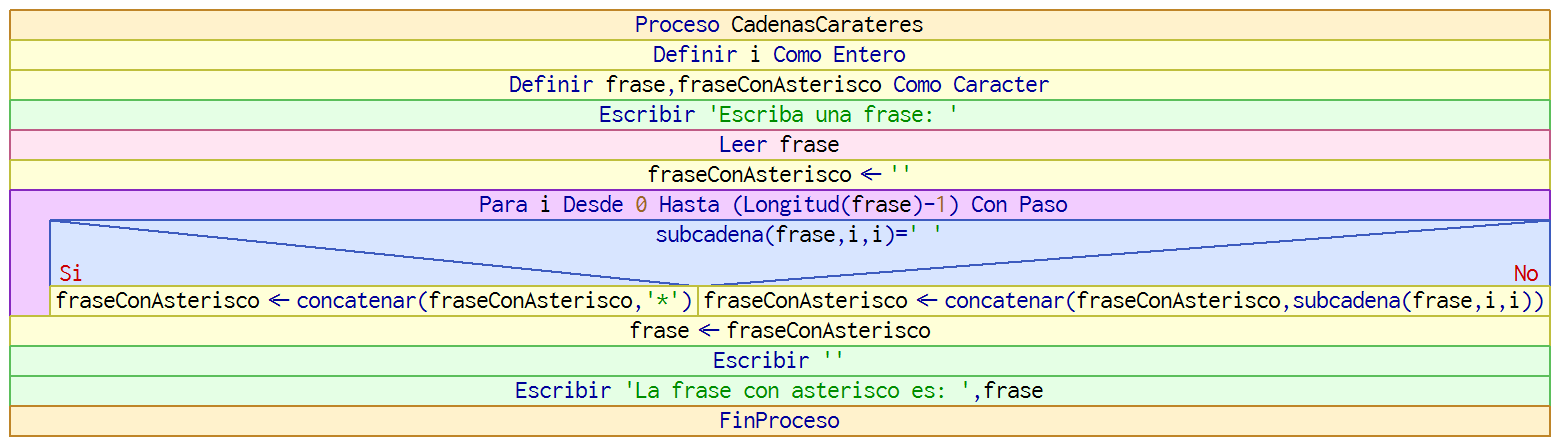 Proceso CadenasCarateres
Definir i Como Entero
Definir frase,fraseConAsterisco Como Caracter
Escribir 'Escriba una frase: '
Leer frase
fraseConAsterisco ← ''
Para i Desde 0 Hasta (Longitud(frase)-1) Con Paso
subcadena(frase,i,i)=' '
Si No
fraseConAsterisco ← concatenar(fraseConAsterisco,'*') fraseConAsterisco ← concatenar(fraseConAsterisco,subcadena(frase,i,i))
frase ← fraseConAsterisco
Escribir ''
Escribir 'La frase con asterisco es: ',frase
FinProceso